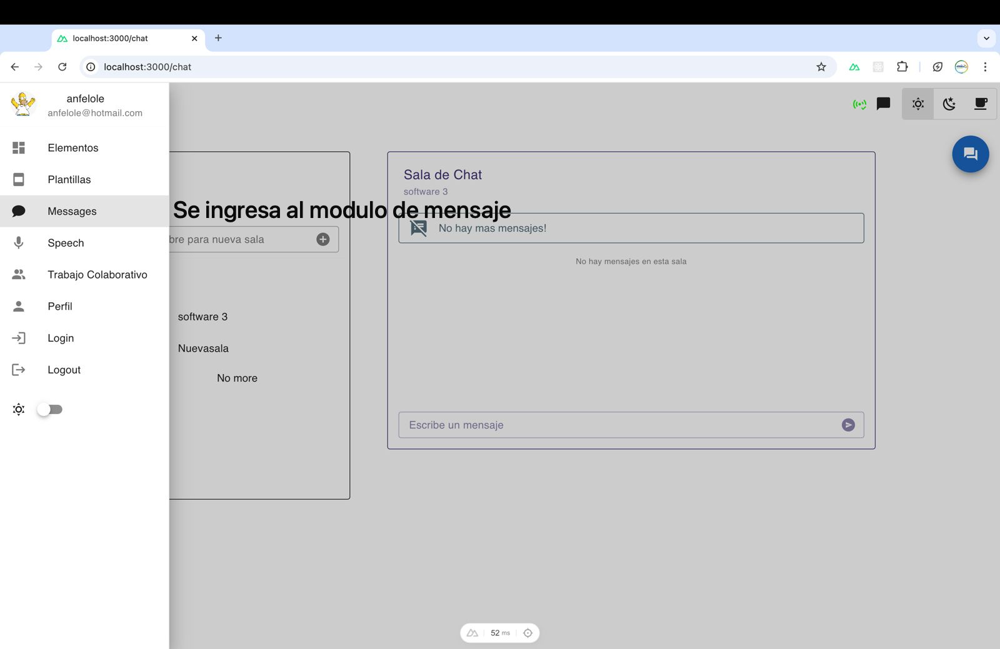 localhost:3000/chat
localhost:3000/chat
anfelole
anfelole@hotmail.com
Elementos
Plantillas
Messages
Speech
Trabajo Colaborativo
Perfil
Login
Logout
Se ingresa al modulo de mensaje
bre para nueva sala
software 3
Nuevasala
No more
Sala de Chat
software 3
No hay mas mensajes!
No hay mensajes en esta sala
Escribe un mensaje
52 ms